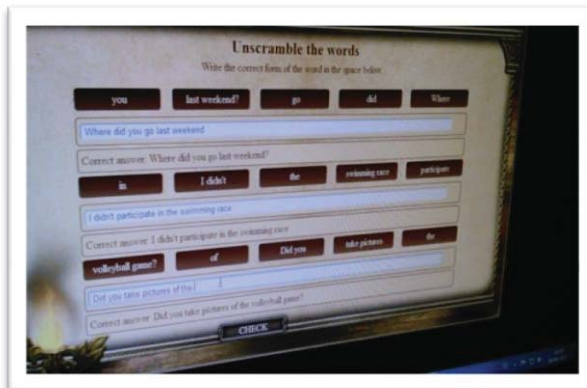 Unscramble the words
Write the correct form of the word in the space below.
you last weekend? go did Where
Where did you go last weekend
Correct answer: Where did you go last weekend?
in I didn't the swimming race participate
I didn't participate in the swimming race
Correct answer: I didn't participate in the swimming race
volleyball game? of Did you take pictures the
Did you take pictures of the
Correct answer: Did you take pictures of the volleyball game?
CHECK